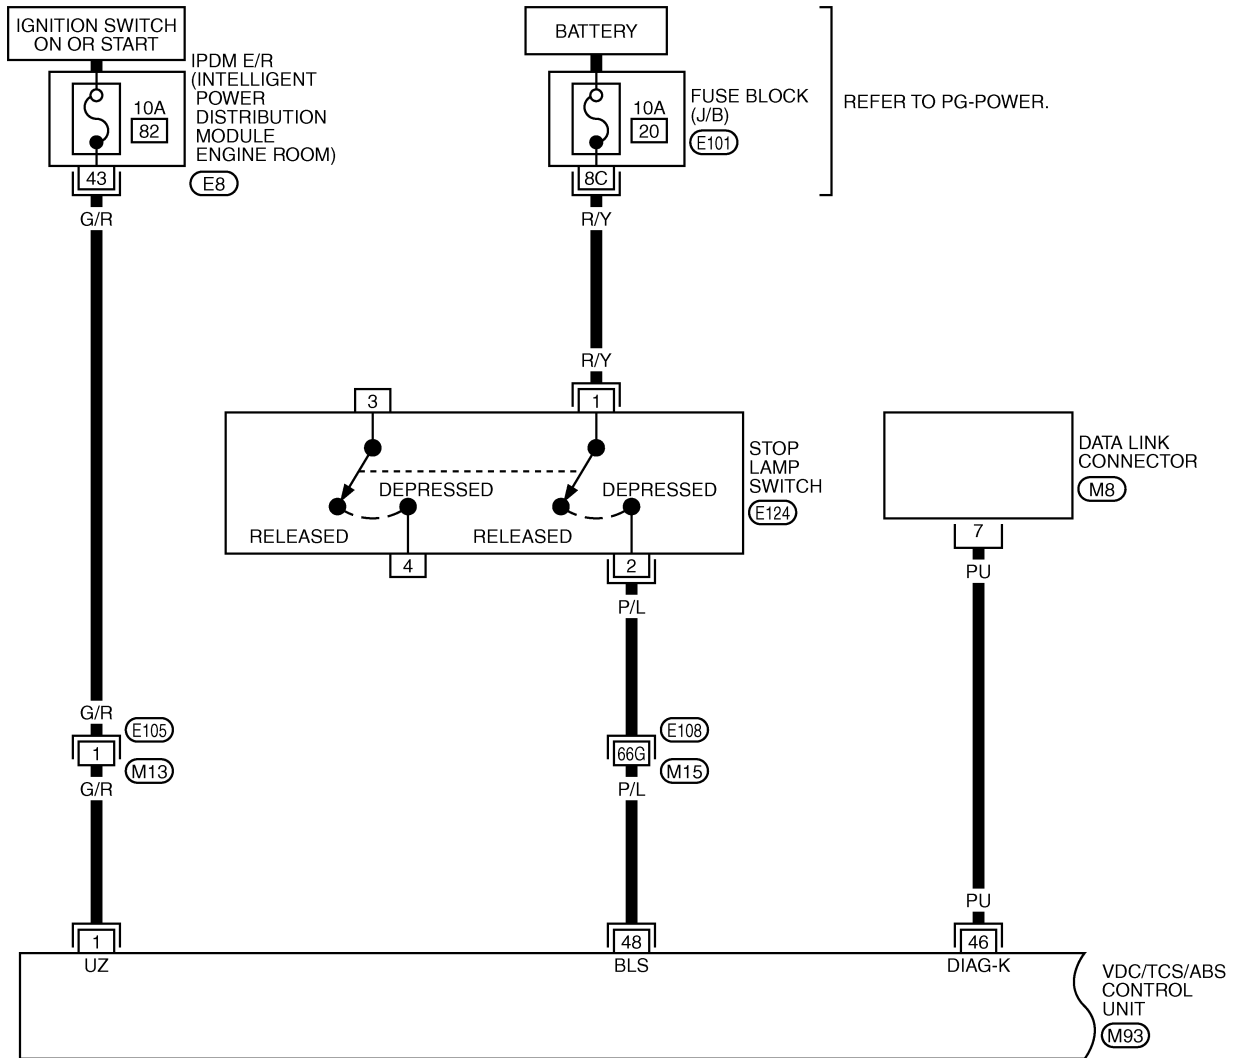 IGNITION SWITCH
ON OR START
IPDM E/R
(INTELLIGENT
POWER
DISTRIBUTION
MODULE
ENGINE ROOM)
E8
10A
82
43
G/R
BATTERY
10A
20
FUSE BLOCK
(J/B)
E101
8C
R/Y
REFER TO PG-POWER.
R/Y
3
1
DEPRESSED
RELEASED
DEPRESSED
RELEASED
STOP
LAMP
SWITCH
E124
4
2
P/L
DATA LINK
CONNECTOR
M8
7
PU
G/R
E105
1
M13
G/R
E108
66G
M15
P/L
PU
1
48
46
UZ
BLS
DIAG-K
VDC/TCS/ABS
CONTROL
UNIT
M93